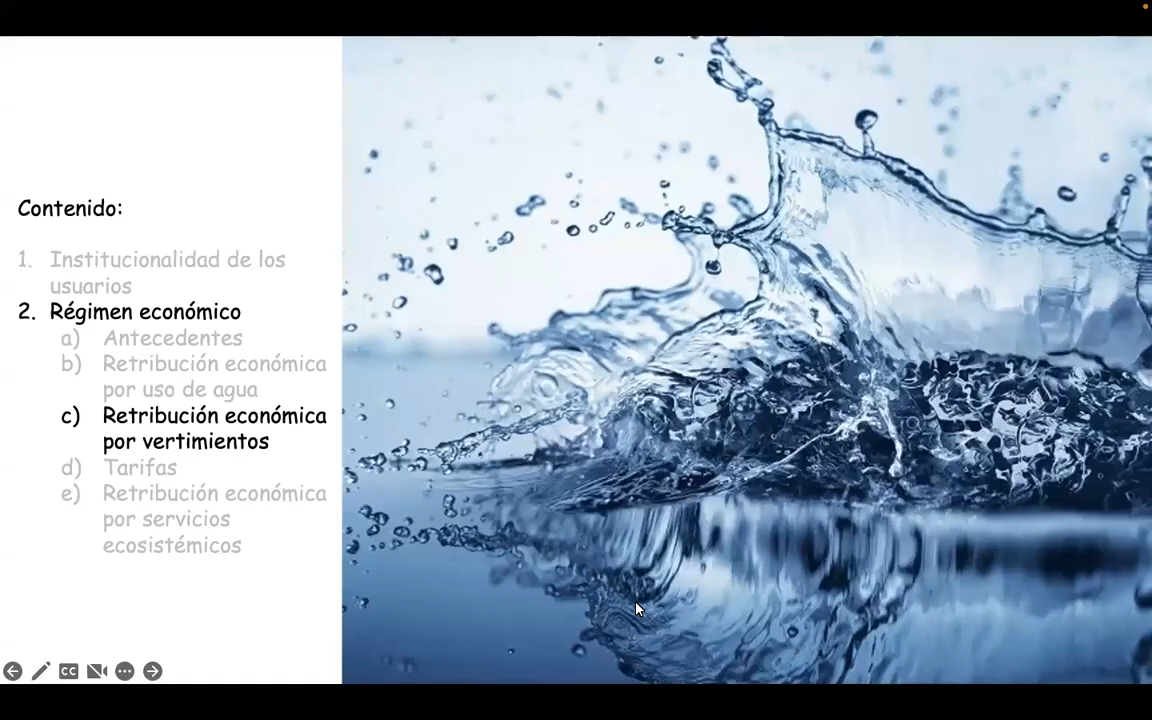 Contenido:
1. Institucionalidad de los
usuarios
2. Régimen económico
a) Antecedentes
b) Retribución económica
por uso de agua
c) Retribución económica
por vertimientos
d) Tarifas
e) Retribución económica
por servicios
ecosistémicos
CC